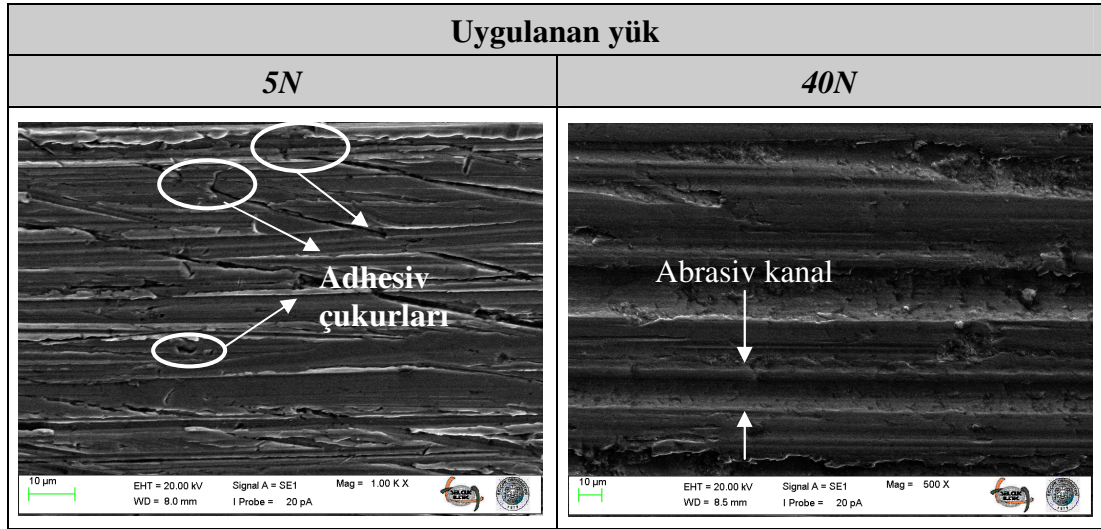 Uygulanan yük
5N
40N
Adhesiv
çukurları
Abrasiv kanal
10 µm
EHT = 20.00 kV
Signal A = SE1
Mag = 1.00 K X
WD = 8.0 mm
I Probe = 20 pA
10 µm
EHT = 20.00 kV
Signal A = SE1
Mag = 500 X
WD = 8.5 mm
I Probe = 20 pA